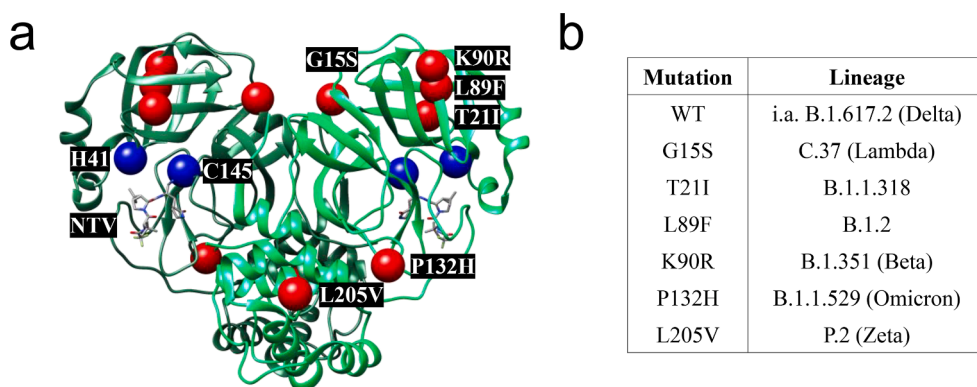 a
G15S
K90R
L89F
T21I
H41
C145
NTV
P132H
L205V
b
Mutation Lineage
WT i.a. B.1.617.2 (Delta)
G15S C.37 (Lambda)
T21I B.1.1.318
L89F B.1.2
K90R B.1.351 (Beta)
P132H B.1.1.529 (Omicron)
L205V P.2 (Zeta)